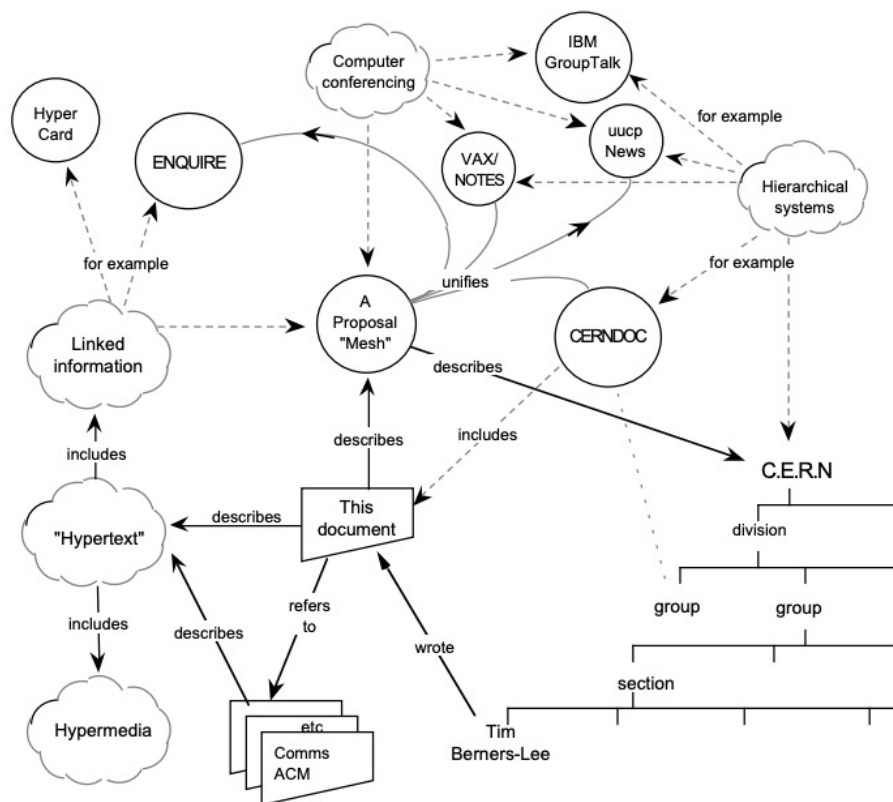 IBM
GroupTalk
Computer
conferencing
Hyper
Card
for example
uucp
News
ENQUIRE
VAX/
NOTES
Hierarchical
systems
for example
unifies
for example
A
Proposal
"Mesh"
CERNDOC
Linked
information
describes
includes
describes
includes
C.E.R.N
This
document
describes
"Hypertext"
division
refers
to
group
group
includes
describes
wrote
section
Hypermedia
etc
Tim
Berners-Lee
Comms
ACM